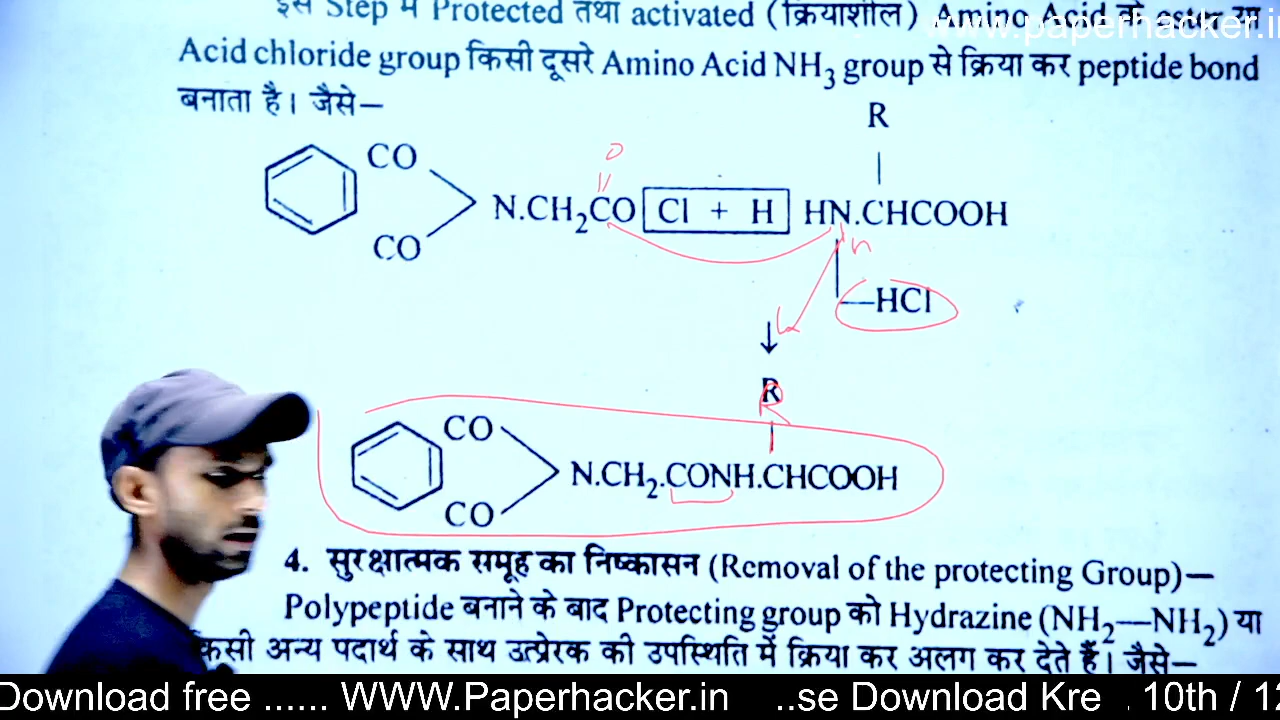 इस Step में Protected तथा activated (क्रियाशील) Amino Acid के ester या
www.paperhacker.i
Acid chloride group किसी दूसरे Amino Acid NH3 group से क्रिया कर peptide bond
बनाता है। जैसे—
R
CO
O
N.CH2CO Cl + H HN.CHCOOH
CO
n
—HCl
R
CO
N.CH2.CONH.CHCOOH
CO
4. सुरक्षात्मक समूह का निष्कासन (Removal of the protecting Group)—
Polypeptide बनाने के बाद Protecting group को Hydrazine (NH2—NH2) या
किसी अन्य पदार्थ के साथ उत्प्रेरक की उपस्थिति में क्रिया कर अलग कर देते हैं। जैसे—
Download free ...... WWW.Paperhacker.in ..se Download Kre . 10th / 12